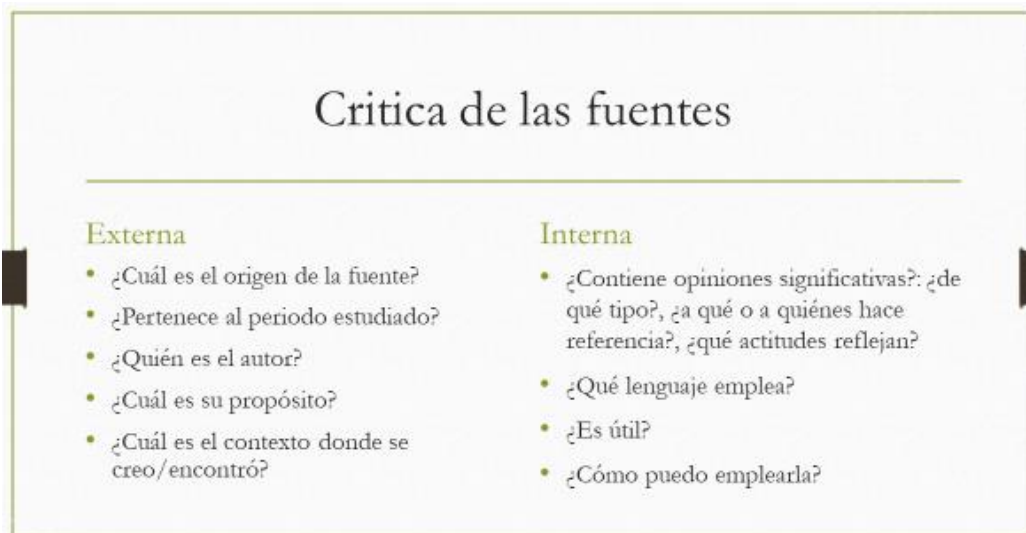 Critica de las fuentes
Externa
• ¿Cuál es el origen de la fuente?
• ¿Pertenece al periodo estudiado?
• ¿Quién es el autor?
• ¿Cuál es su propósito?
• ¿Cuál es el contexto donde se
creo/encontró?
Interna
• ¿Contiene opiniones significativas?: ¿de
qué tipo?, ¿a qué o a quiénes hace
referencia?, ¿qué actitudes reflejan?
• ¿Qué lenguaje emplea?
• ¿Es útil?
• ¿Cómo puedo emplearla?